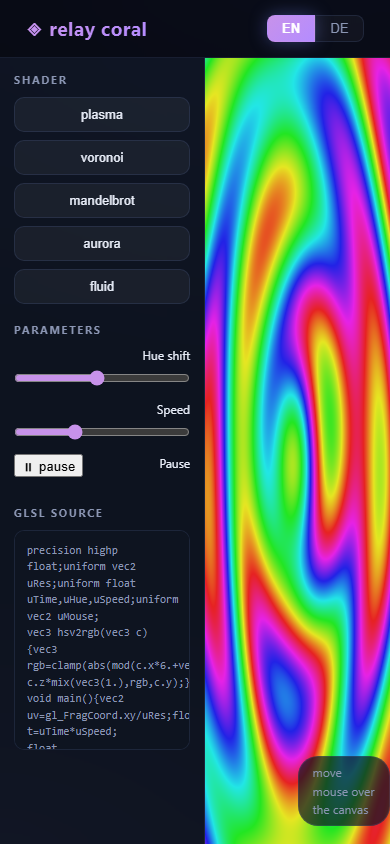 ◈ relay coral
EN DE
SHADER
plasma
voronoi
mandelbrot
aurora
fluid
PARAMETERS
Hue shift
Speed
⏸ pause
Pause
GLSL SOURCE
precision highp
float;uniform vec2
uRes;uniform float
uTime,uHue,uSpeed;uniform
vec2 uMouse;
vec3 hsv2rgb(vec3 c)
{vec3
rgb=clamp(abs(mod(c.x*6.+ve
c.z*mix(vec3(1.),rgb,c.y);}
void main(){vec2
uv=gl_FragCoord.xy/uRes;flo
t=uTime*uSpeed;
float
move
mouse over
the canvas